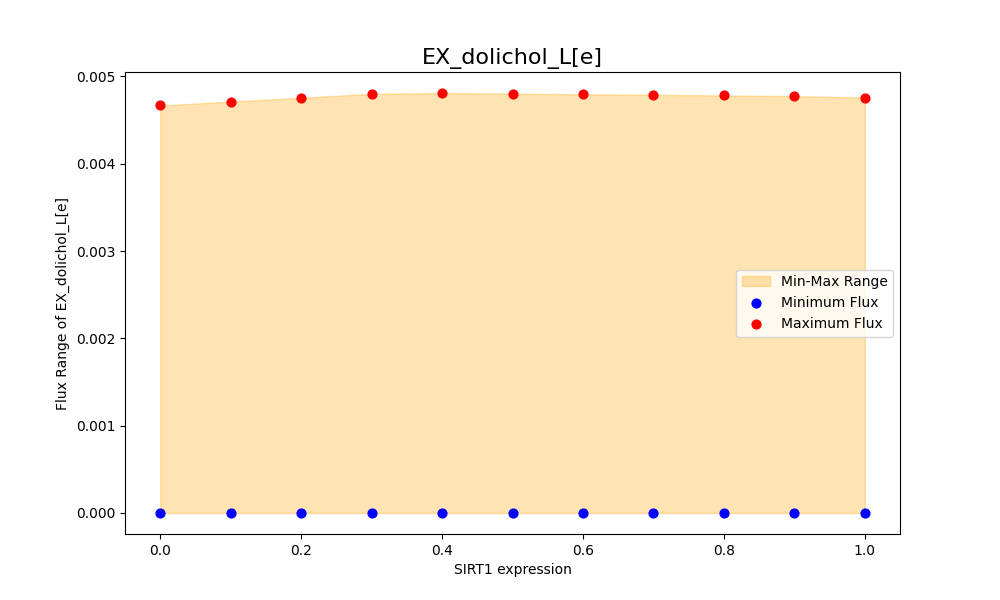 EX_dolichol_L[e]
Flux Range of EX_dolichol_L[e]
0.005
0.004
0.003
0.002
0.001
0.000
Min-Max Range
Minimum Flux
Maximum Flux
0.0 0.2 0.4 0.6 0.8 1.0
SIRT1 expression